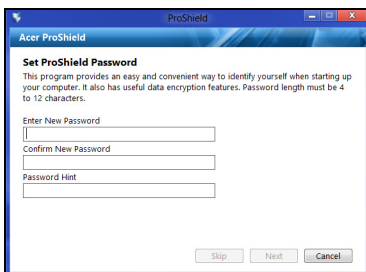 ProShield
Acer ProShield
Set ProShield Password
This program provides an easy and convenient way to identify yourself when starting up
your computer. It also has useful data encryption features. Password length must be 4
to 12 characters.
Enter New Password
Confirm New Password
Password Hint
Skip Next Cancel